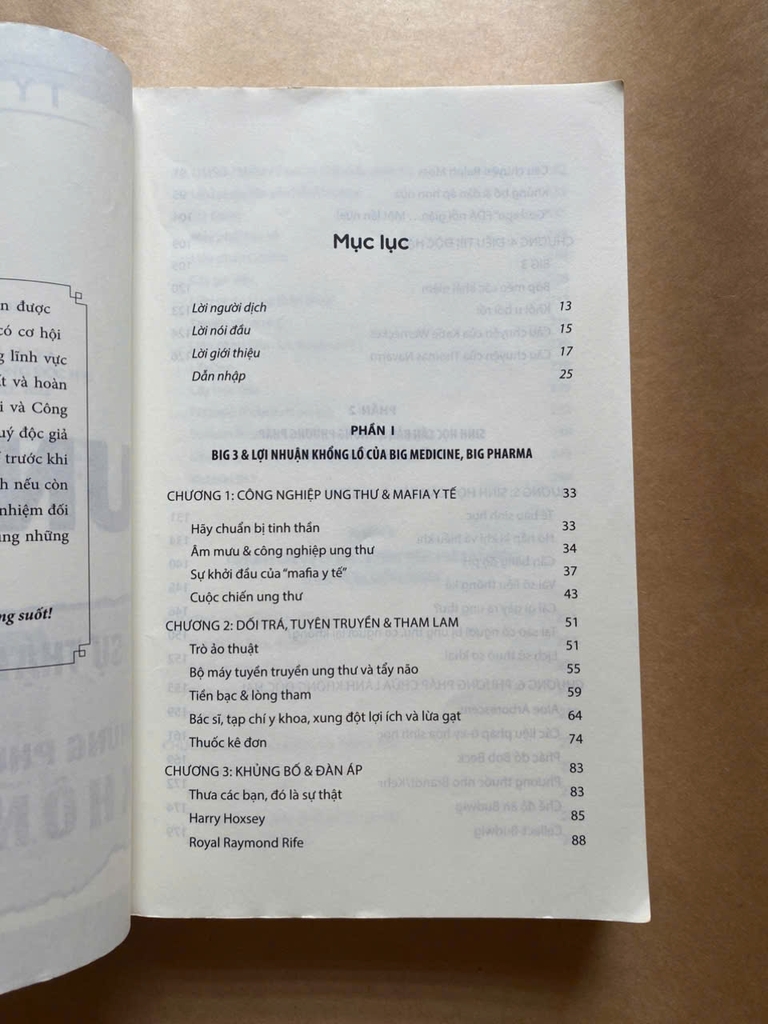 n được
có cơ hội
g lĩnh vực
ất và hoàn
i và Công
uý độc giả
trước khi
h nếu còn
nhiệm đối
ung những
ng suốt!
Mục lục
Lời người dịch 13
Lời nói đầu 15
Lời giới thiệu 17
Dẫn nhập 25
PHẦN I
BIG 3 & LỢI NHUẬN KHỔNG LỒ CỦA BIG MEDICINE, BIG PHARMA
CHƯƠNG 1: CÔNG NGHIỆP UNG THƯ & MAFIA Y TẾ 33
Hãy chuẩn bị tinh thần 33
Âm mưu & công nghiệp ung thư 34
Sự khởi đầu của "mafia y tế" 37
Cuộc chiến ung thư 43
CHƯƠNG 2: DỐI TRÁ, TUYÊN TRUYỀN & THAM LAM 51
Trò ảo thuật 51
Bộ máy tuyền truyền ung thư và tẩy não 55
Tiền bạc & lòng tham 59
Bác sĩ, tạp chí y khoa, xung đột lợi ích và lừa gạt 64
Thuốc kê đơn 74
CHƯƠNG 3: KHỦNG BỐ & ĐÀN ÁP 83
Thưa các bạn, đó là sự thật 83
Harry Hoxsey 85
Royal Raymond Rife 88